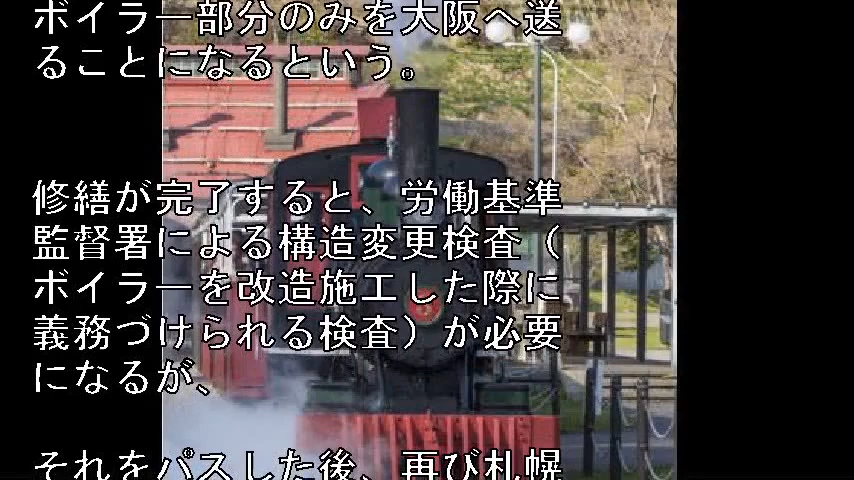 ボイラー部分のみを大阪へ送
ることになるという。
修繕が完了すると、労働基準
監督署による構造変更検査（
ボイラーを改造施工した際に
義務づけられる検査）が必要
になるが、
それをパスした後、再び札幌